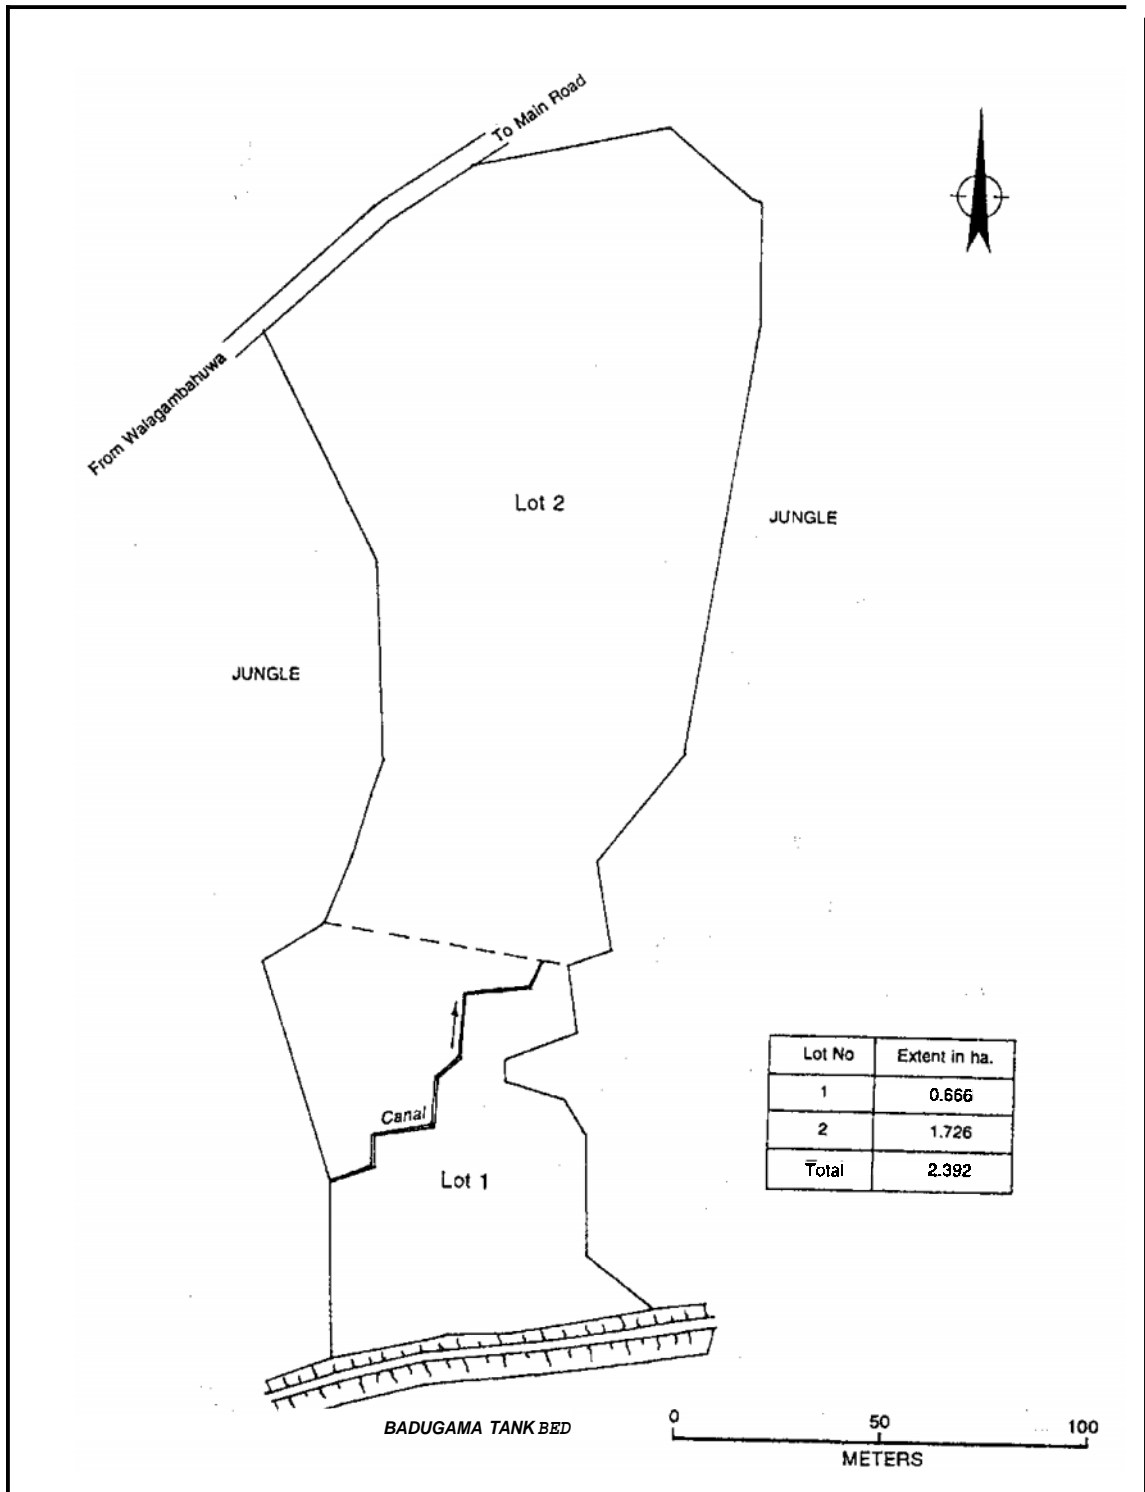 To Main Road
From Walagambahuwa
Lot 2
JUNGLE
JUNGLE
Canal
Lot 1
Lot No Extent in ha.
1 0.666
2 1.726
Total 2.392
BADUGAMA TANK BED
0 50 100
METERS